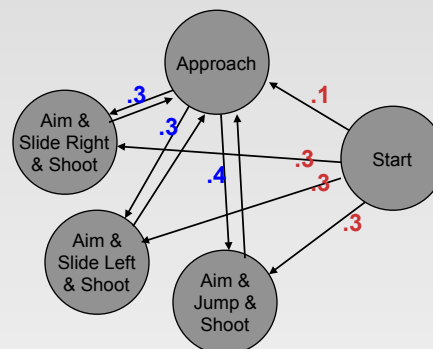 Approach
.1
.3
Aim &
Slide Right
& Shoot
.3
.3
Start
.3
.4
.3
Aim &
Slide Left
& Shoot
Aim &
Jump &
Shoot